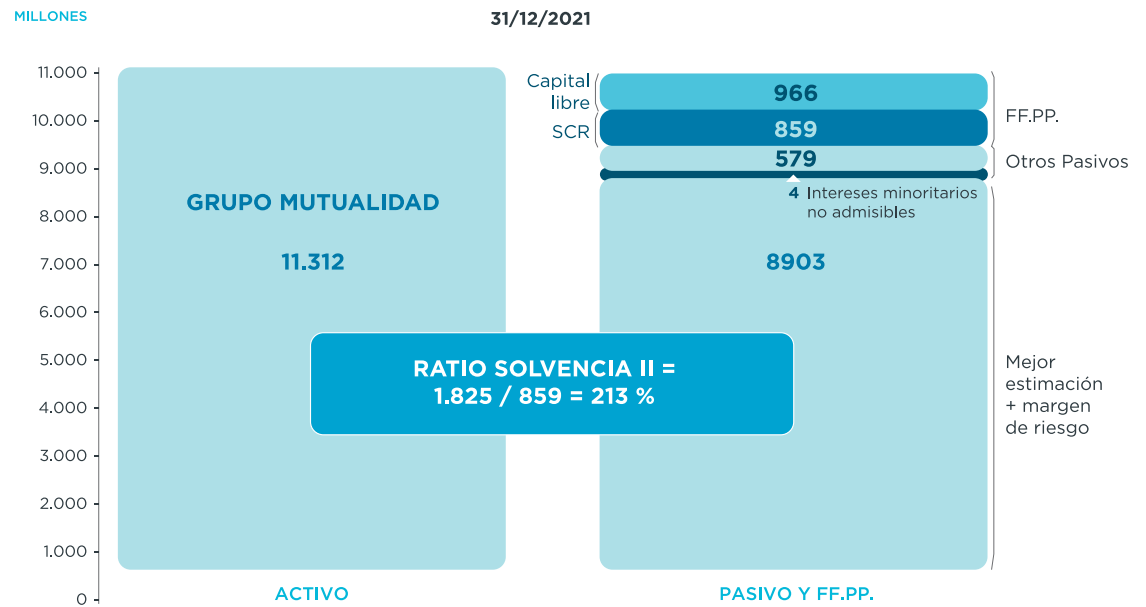 MILLONES
31/12/2021
11.000
10.000
9.000
8.000
7.000
6.000
5.000
4.000
3.000
2.000
1.000
0
GRUPO MUTUALIDAD
11.312
ACTIVO
Capital
libre
SCR
966
859
579
4 Intereses minoritarios
no admisibles
8903
PASIVO Y FF.PP.
FF.PP.
Otros Pasivos
Mejor
estimación
+ margen
de riesgo
RATIO SOLVENCIA II =
1.825 / 859 = 213 %